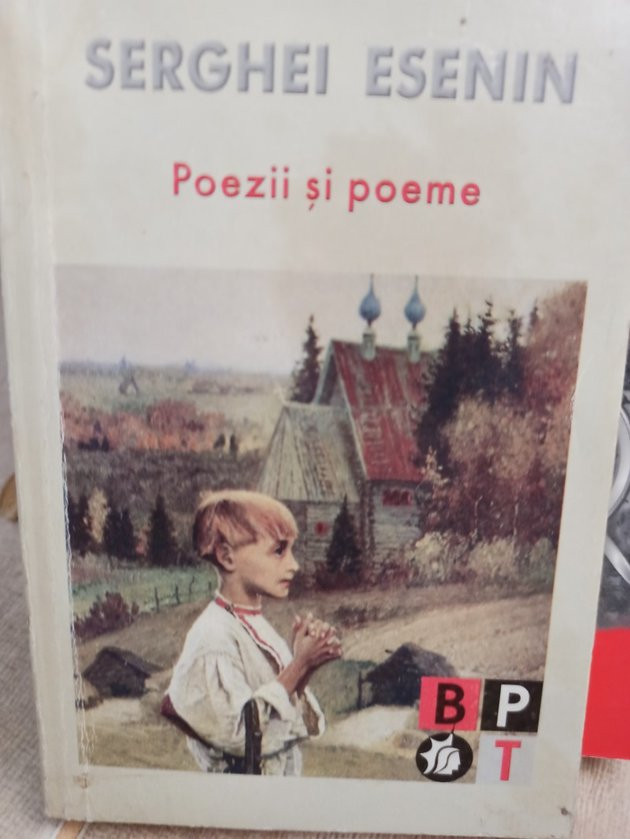 SERGHEI ESENIN
Poezii și poeme
B P
T